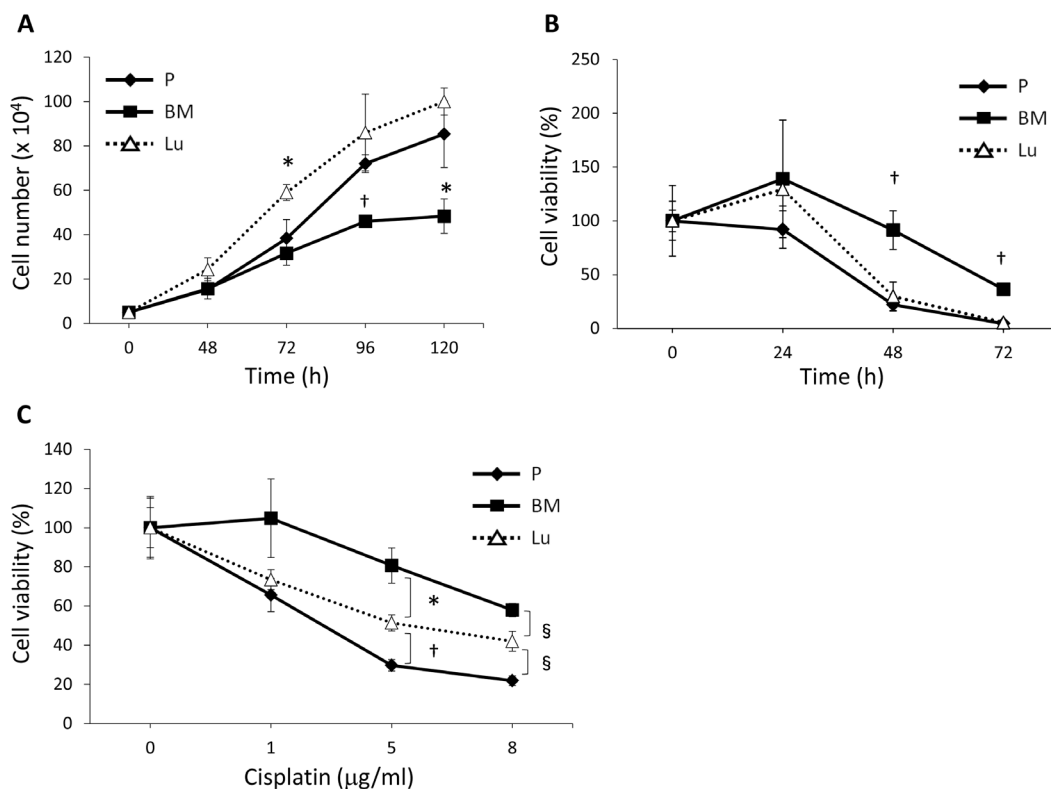 A
Cell number (x 10⁴)
120
100
80
60
40
20
0
P
BM
Lu
*
†
*
0 48 72 96 120
Time (h)
B
Cell viability (%)
250
200
150
100
50
0
P
BM
Lu
†
†
0 24 48 72
Time (h)
C
Cell viability (%)
140
120
100
80
60
40
20
0
P
BM
Lu
*
†
§
§
0 1 5 8
Cisplatin (μg/ml)